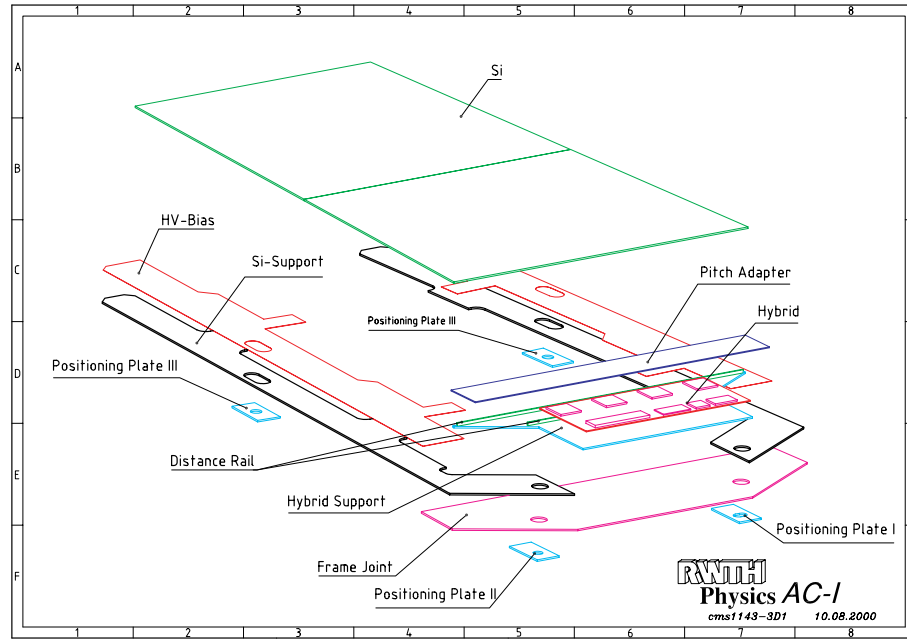 1 2 3 4 5 6 7 8
A
Si
B
HV-Bias
Si-Support
C
Pitch Adapter
Hybrid
Positioning Plate III
Positioning Plate III
D
Distance Rail
E
Hybrid Support
Positioning Plate I
Frame Joint
Positioning Plate II
F
RWTH
Physics AC-I
cms1143-3D1 10.08.2000
1 2 3 4 5 6 7 8